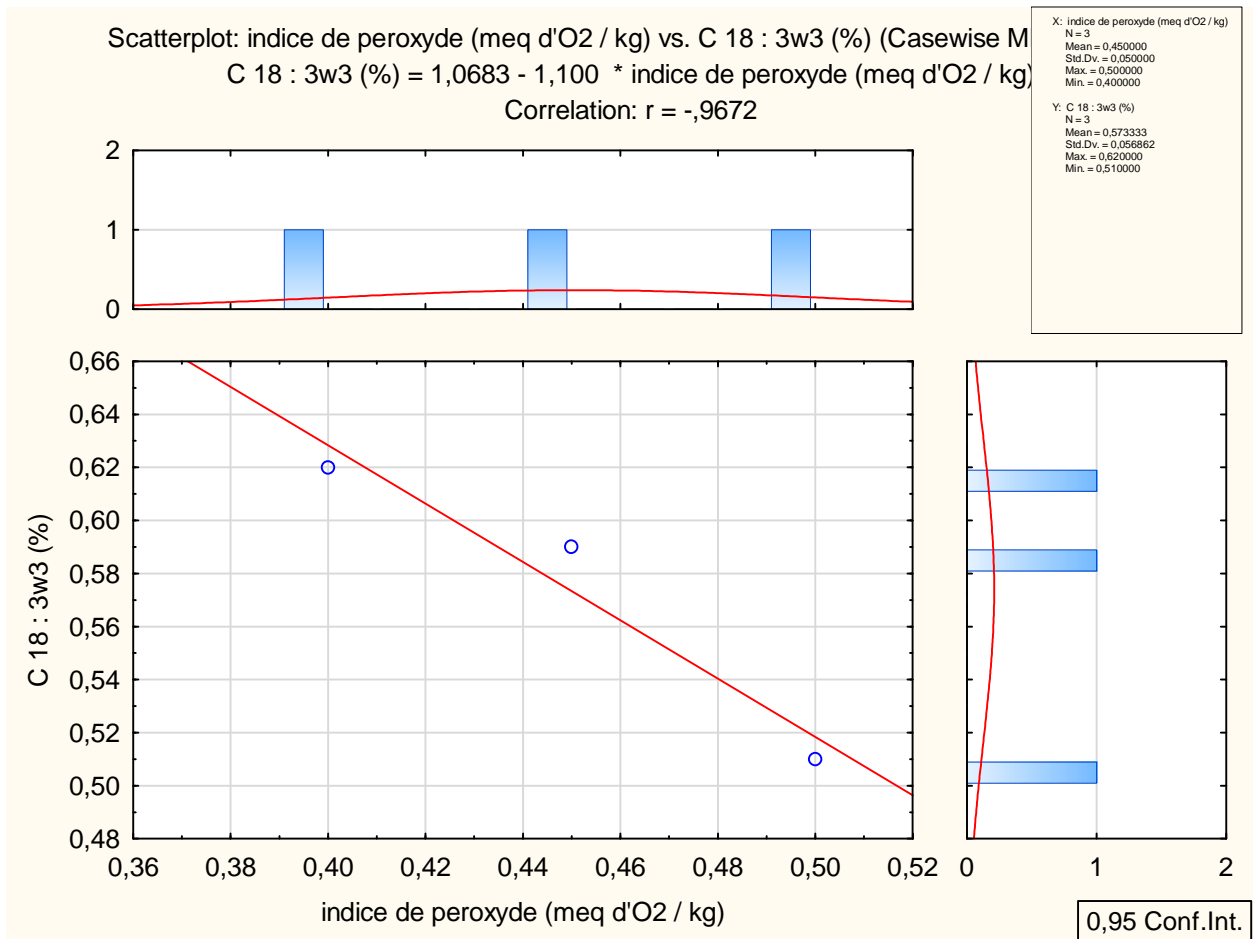 Scatterplot: indice de peroxyde (meq d'O2 / kg) vs. C 18 : 3w3 (%) (Casewise M
C 18 : 3w3 (%) = 1,0683 - 1,100 * indice de peroxyde (meq d'O2 / kg)
Correlation: r = -,9672
X: indice de peroxyde (meq d'O2 / kg)
N = 3
Mean = 0,450000
Std.Dv. = 0,050000
Max. = 0,500000
Min. = 0,400000
Y: C 18 : 3w3 (%)
N = 3
Mean = 0,573333
Std.Dv. = 0,056862
Max. = 0,620000
Min. = 0,510000
2
1
0
0,66
0,64
0,62
0,60
0,58
0,56
0,54
0,52
0,50
0,48
C 18 : 3w3 (%)
0,36 0,38 0,40 0,42 0,44 0,46 0,48 0,50 0,52
0 1 2
indice de peroxyde (meq d'O2 / kg)
0,95 Conf.Int.